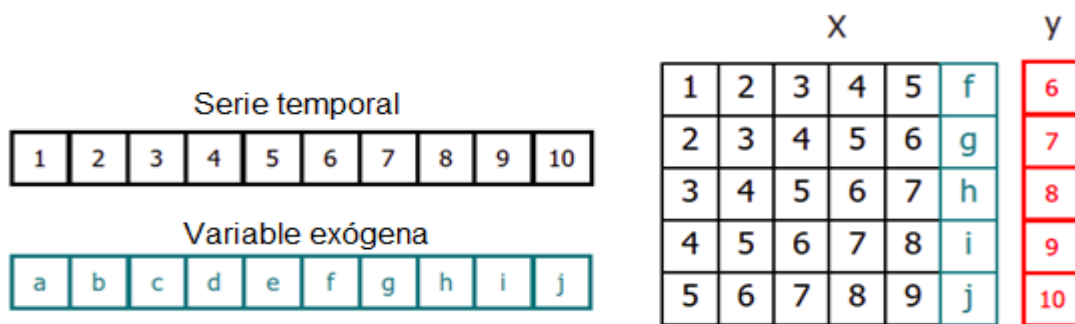 Serie temporal
1 2 3 4 5 6 7 8 9 10
Variable exógena
a b c d e f g h i j
X y
1 2 3 4 5 f 6
2 3 4 5 6 g 7
3 4 5 6 7 h 8
4 5 6 7 8 i 9
5 6 7 8 9 j 10